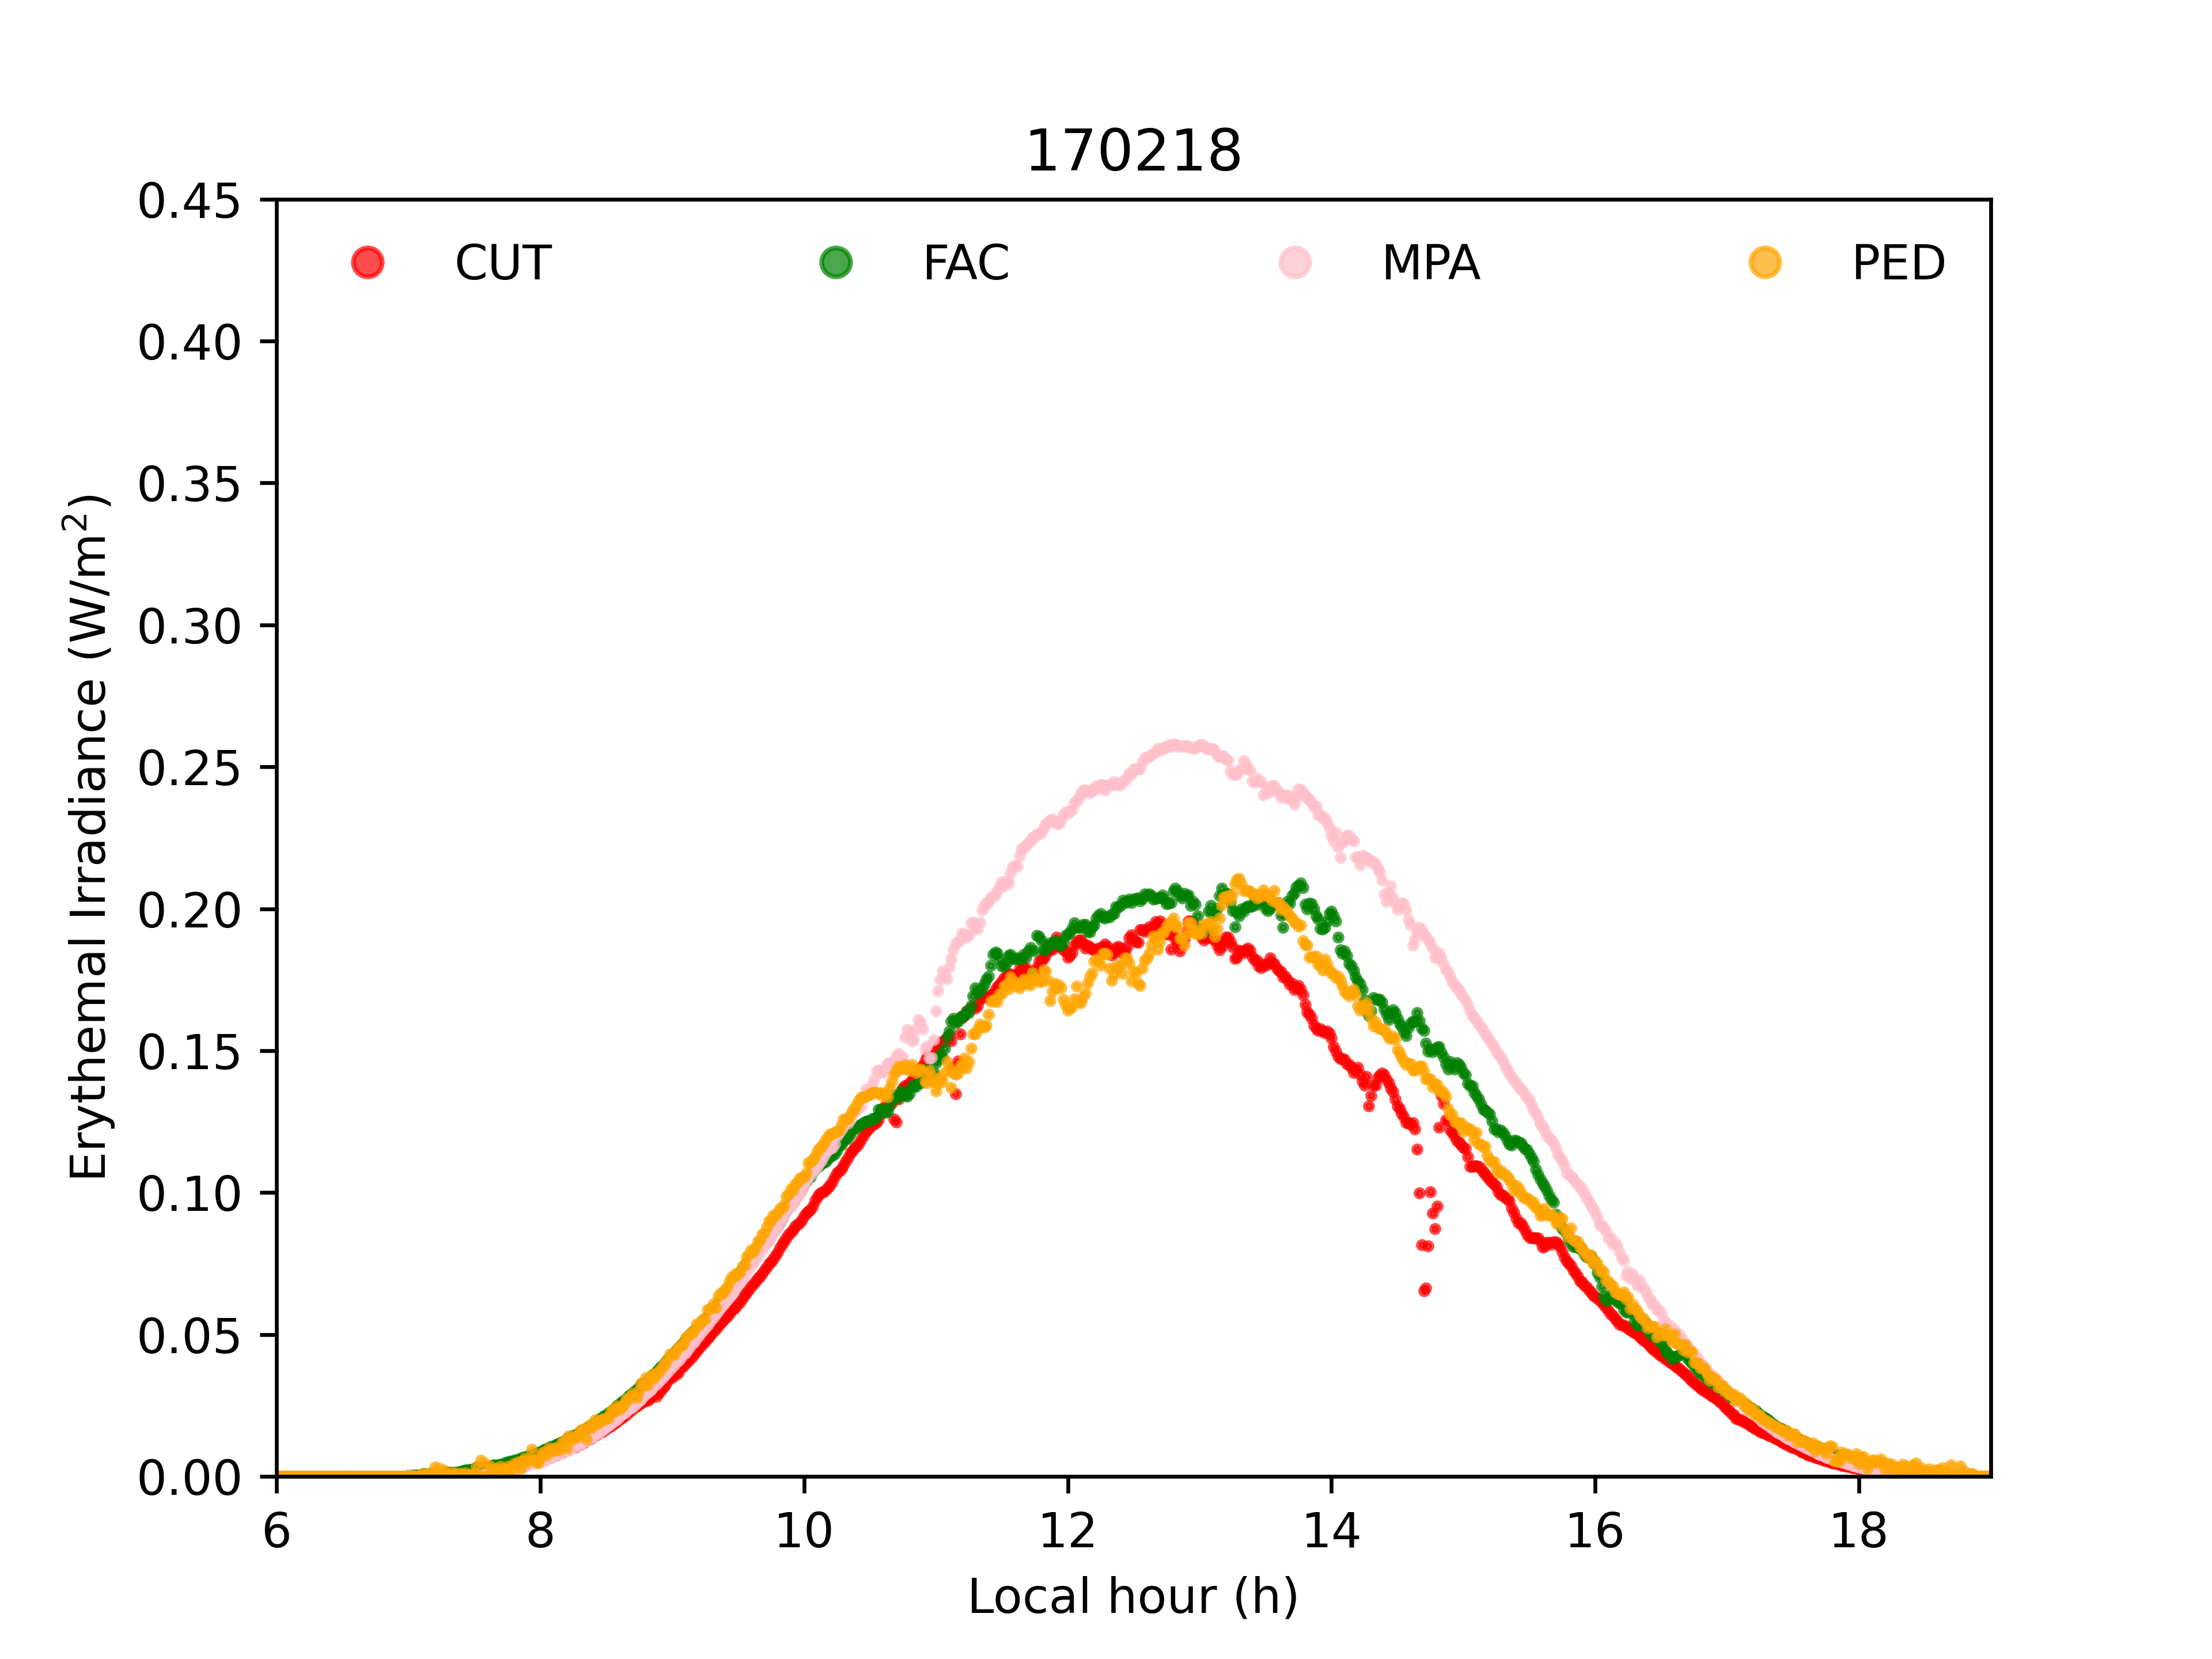 170218
CUT FAC MPA PED
0.45
0.40
0.35
0.30
0.25
0.20
0.15
0.10
0.05
0.00
Erythemal Irradiance (W/m²)
6 8 10 12 14 16 18
Local hour (h)